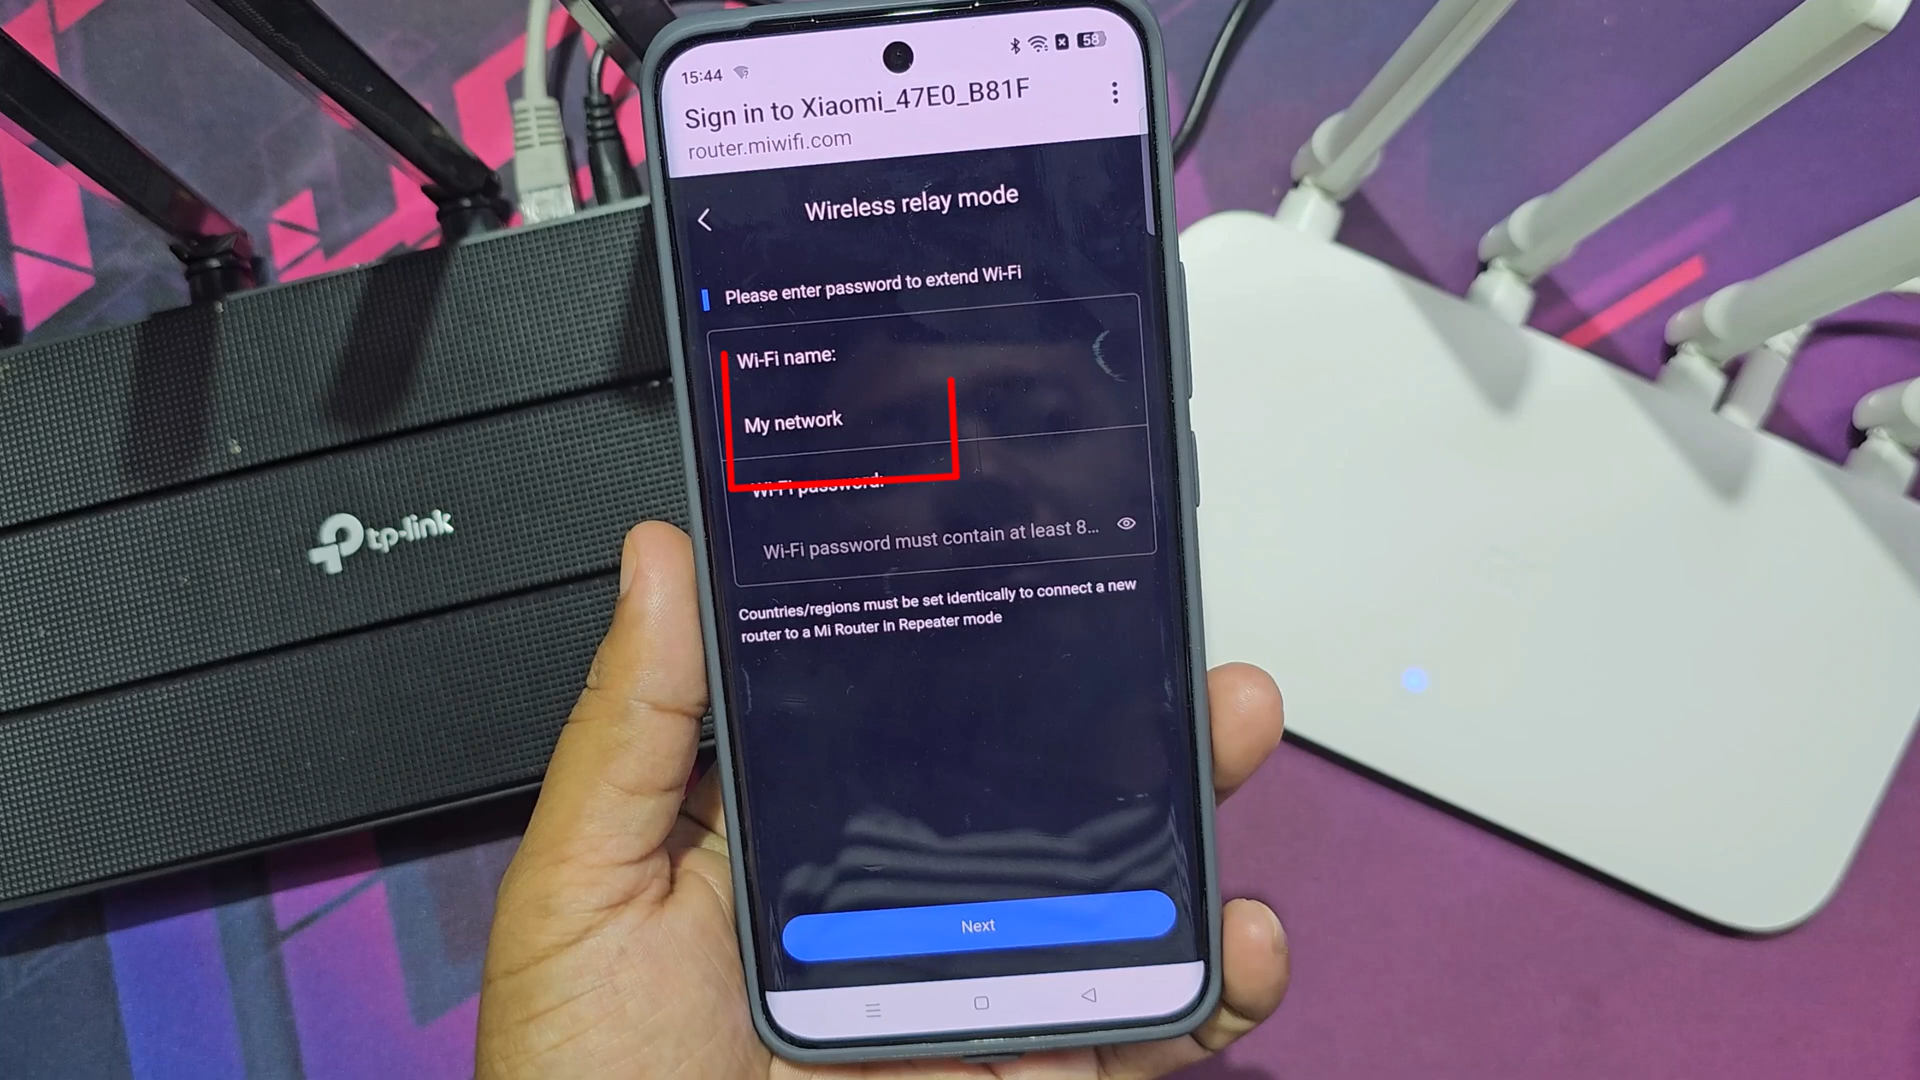 15:44
58
Sign in to Xiaomi_47E0_B81F
router.miwifi.com
Wireless relay mode
Please enter password to extend Wi-Fi
Wi-Fi name:
My network
Wi-Fi password:
Wi-Fi password must contain at least 8...
Countries/regions must be set identically to connect a new
router to a Mi Router in Repeater mode
Next
tp-link